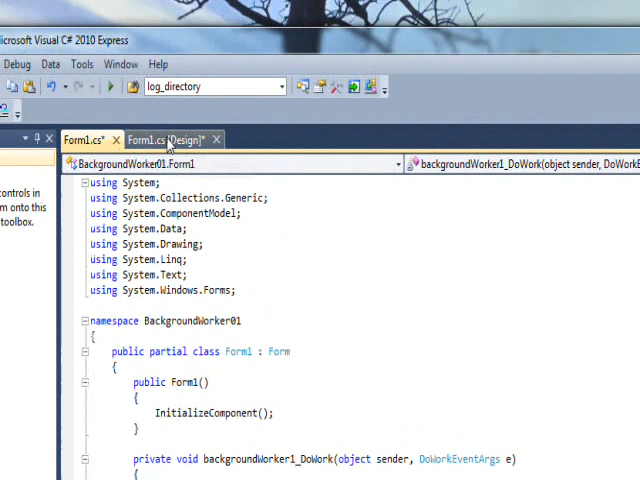 Microsoft Visual C# 2010 Express
Debug Data Tools Window Help
log_directory
Form1.cs* Form1.cs [Design]*
BackgroundWorker01.Form1 backgroundWorker1_DoWork(object sender, DoWorkE
using System;
using System.Collections.Generic;
using System.ComponentModel;
using System.Data;
using System.Drawing;
using System.Linq;
using System.Text;
using System.Windows.Forms;
controls in
m onto this
toolbox.
namespace BackgroundWorker01
{
public partial class Form1 : Form
{
public Form1()
{
InitializeComponent();
}
private void backgroundWorker1_DoWork(object sender, DoWorkEventArgs e)
{